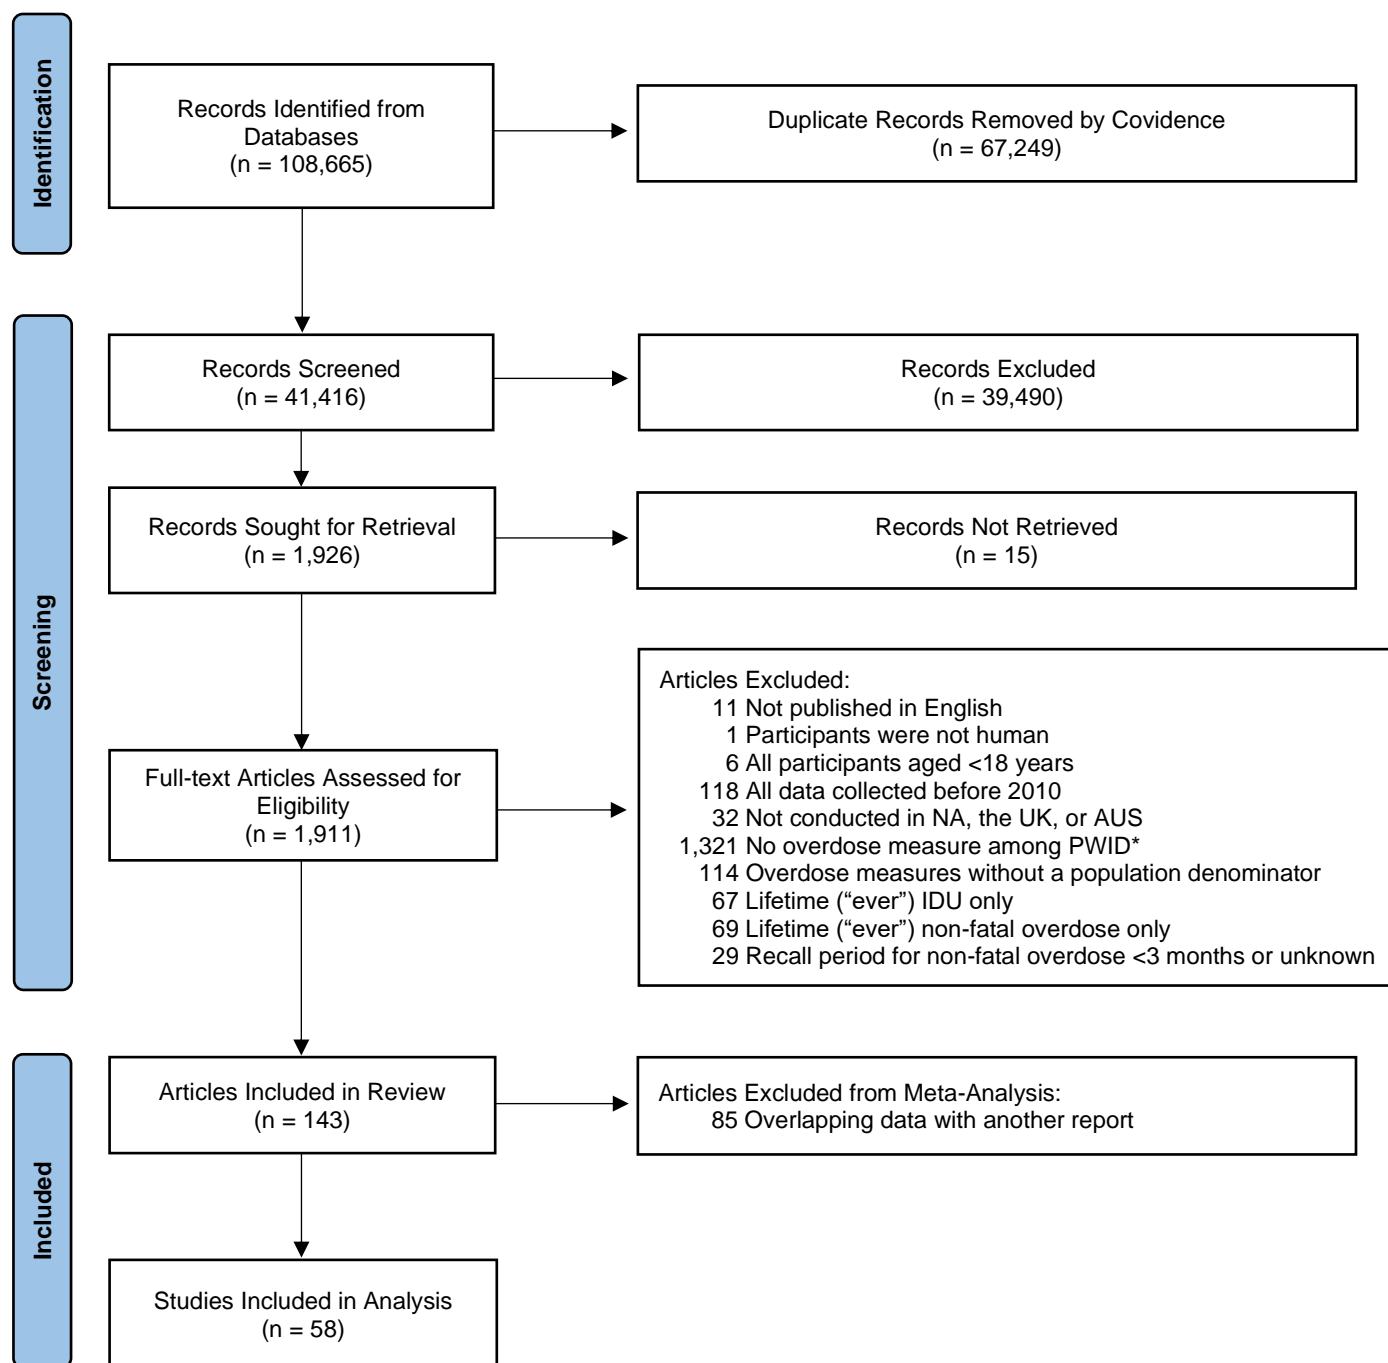 Identification
Records Identified from
Databases
(n = 108,665)
Duplicate Records Removed by Covidence
(n = 67,249)
Screening
Records Screened
(n = 41,416)
Records Excluded
(n = 39,490)
Records Sought for Retrieval
(n = 1,926)
Records Not Retrieved
(n = 15)
Full-text Articles Assessed for
Eligibility
(n = 1,911)
Articles Excluded:
11 Not published in English
1 Participants were not human
6 All participants aged <18 years
118 All data collected before 2010
32 Not conducted in NA, the UK, or AUS
1,321 No overdose measure among PWID*
114 Overdose measures without a population denominator
67 Lifetime (“ever”) IDU only
69 Lifetime (“ever”) non-fatal overdose only
29 Recall period for non-fatal overdose <3 months or unknown
Included
Articles Included in Review
(n = 143)
Articles Excluded from Meta-Analysis:
85 Overlapping data with another report
Studies Included in Analysis
(n = 58)